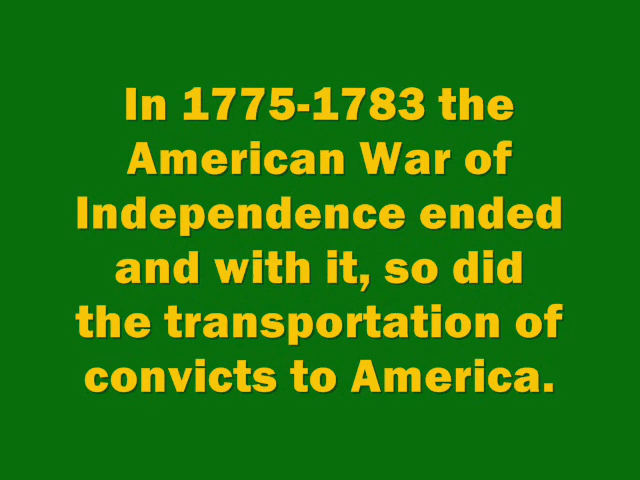 In 1775-1783 the
American War of
Independence ended
and with it, so did
the transportation of
convicts to America.